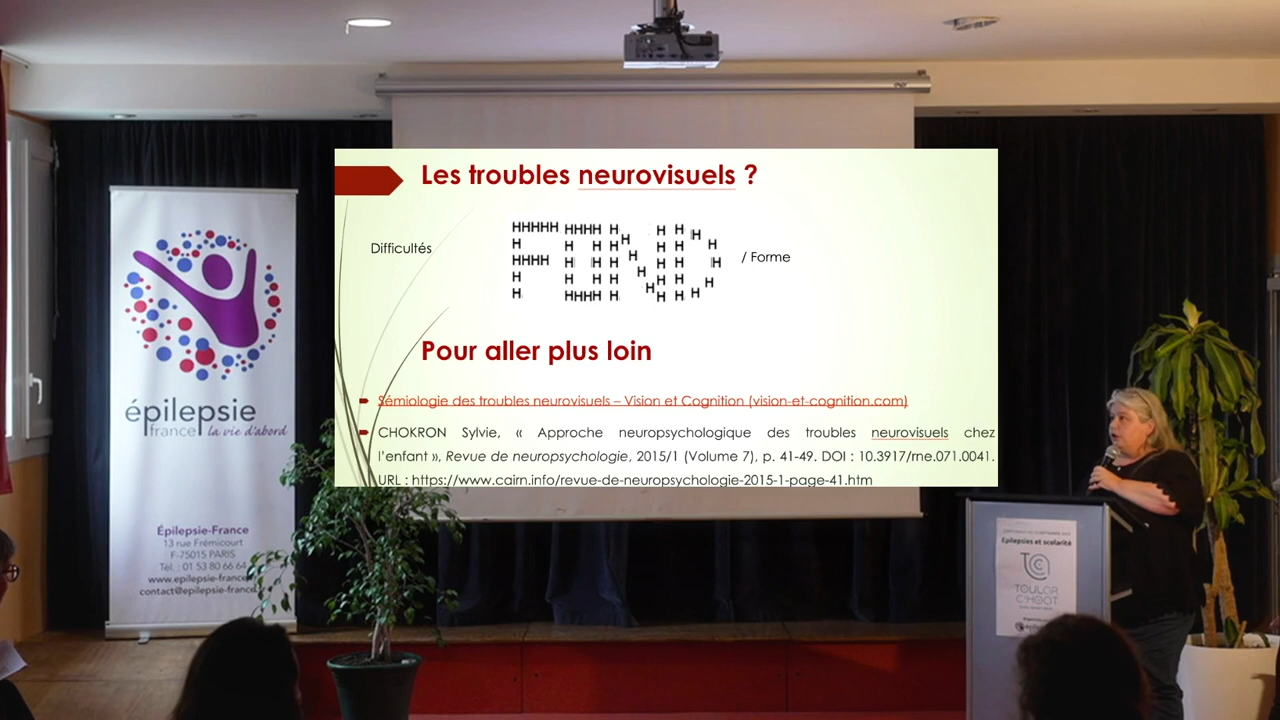 Les troubles neurovisuels ?
Difficultés
FOND
/ Forme
Pour aller plus loin
Sémiologie des troubles neurovisuels – Vision et Cognition (vision-et-cognition.com)
CHOKRON Sylvie, « Approche neuropsychologique des troubles neurovisuels chez
l'enfant », Revue de neuropsychologie, 2015/1 (Volume 7), p. 41-49. DOI : 10.3917/rne.071.0041.
URL : https://www.cairn.info/revue-de-neuropsychologie-2015-1-page-41.htm
épilepsie
france la vie d'abord
Épilepsie-France
13 rue Frémicourt
F-75015 PARIS
Tél. : 01 53 80 66 64
www.epilepsie-france
contact@epilepsie-france
Epilepsies et scolarité
TOULOR
C'HOAT